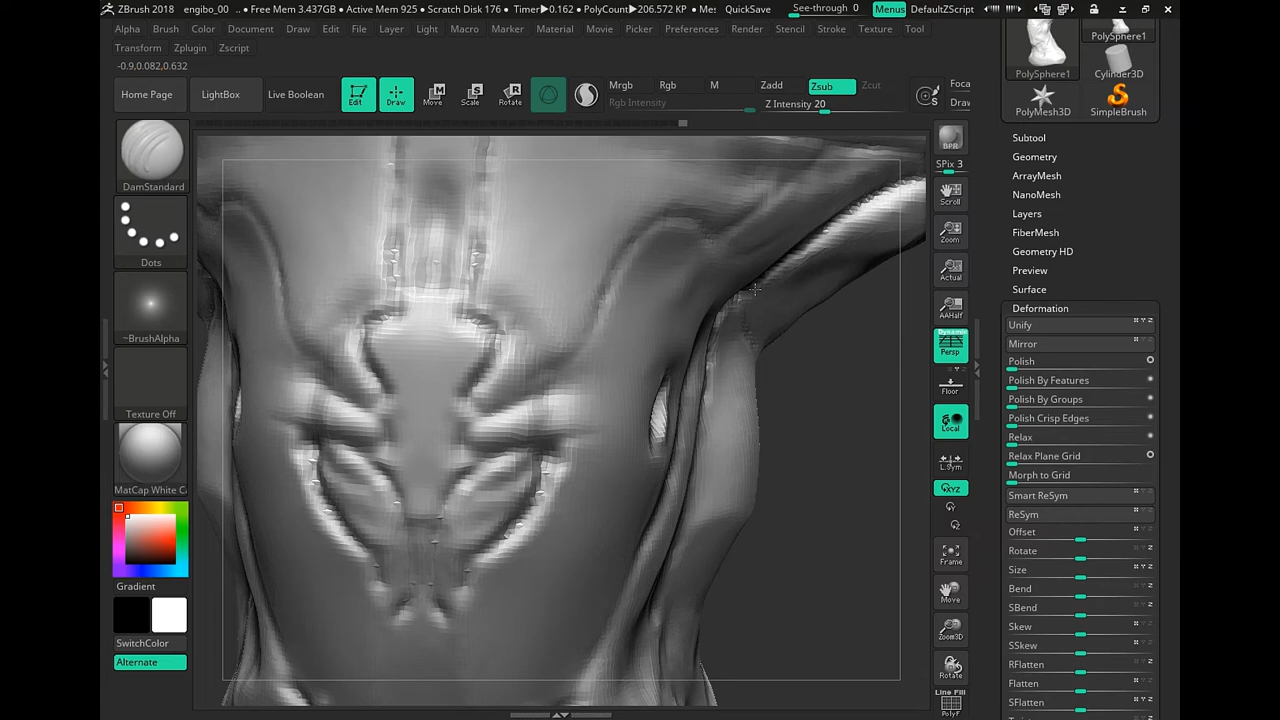 ZBrush 2018 engibo_00 .. • Free Mem 3.437GB • Active Mem 925 • Scratch Disk 176 • Timer▶0.162 • PolyCount▶206.572 KP • Me: QuickSave See-through 0 Menus DefaultZScript
Alpha Brush Color Document Draw Edit File Layer Light Macro Marker Material Movie Picker Preferences Render Stencil Stroke Texture Tool
Transform Zplugin Zscript
-0.9,0.082,0.632
Home Page LightBox Live Boolean Edit Draw Move Scale Rotate Mrgb Rgb M Zadd Zsub Zcut Foca
Rgb Intensity Z Intensity 20 Draw
DamStandard
Dots
~BrushAlpha
Texture Off
MatCap White C
Gradient
SwitchColor
Alternate
BPR
SPix 3
Scroll
Zoom
Actual
AAHalf
Dynamic
Persp
Floor
Local
L.Sym
XYZ
Frame
Move
Zoom3D
Rotate
Line Fill
PolyF
PolySphere1
PolySphere1 Cylinder3D
PolyMesh3D SimpleBrush
Subtool
Geometry
ArrayMesh
NanoMesh
Layers
FiberMesh
Geometry HD
Preview
Surface
Deformation
Unify
Mirror
Polish
Polish By Features
Polish By Groups
Polish Crisp Edges
Relax
Relax Plane Grid
Morph to Grid
Smart ReSym
ReSym
Offset
Rotate
Size
Bend
SBend
Skew
SSkew
RFlatten
Flatten
SFlatten